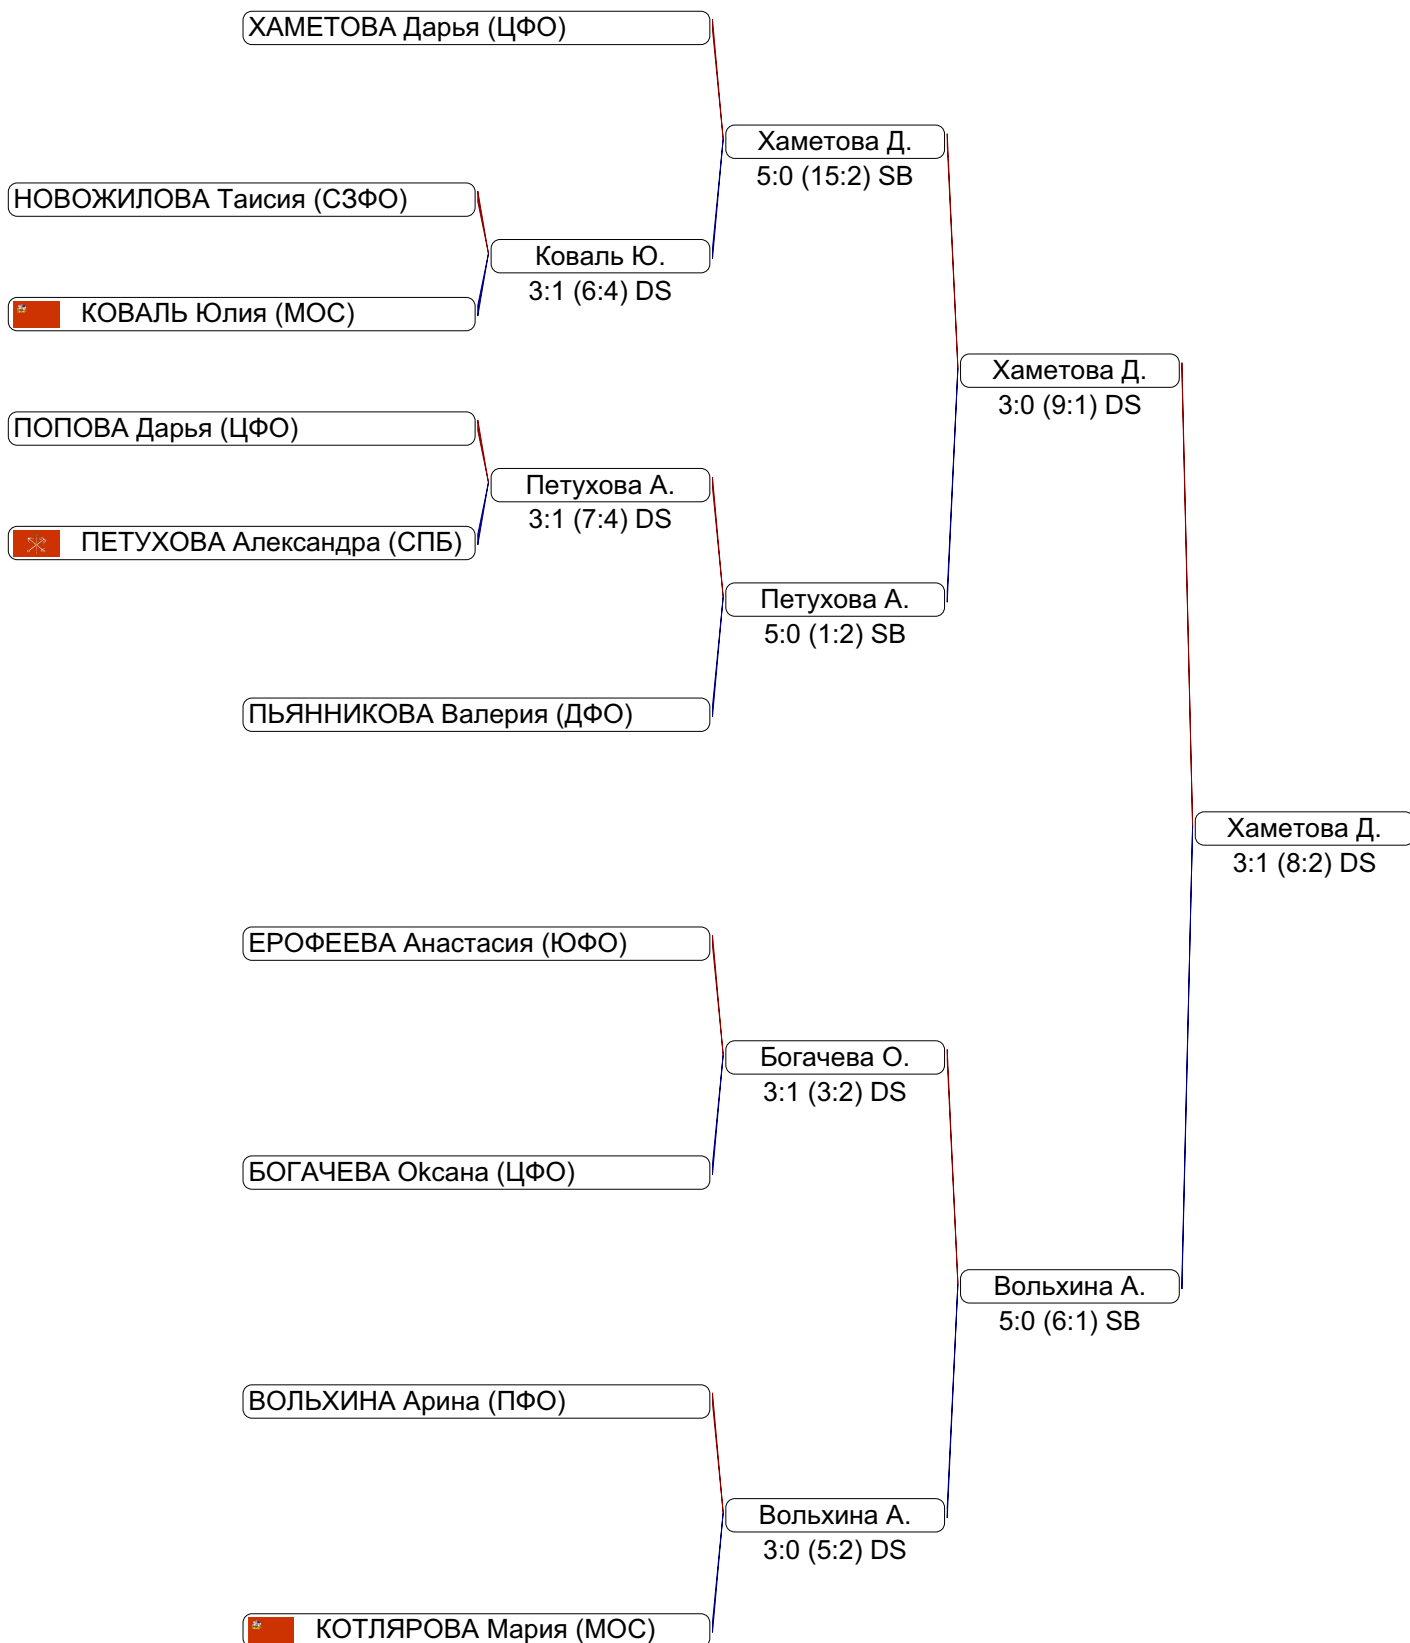 ХАМЕТОВА Дарья (ЦФО)
Хаметова Д.
5:0 (15:2) SB
НОВОЖИЛОВА Таисия (СЗФО)
Коваль Ю.
3:1 (6:4) DS
КОВАЛЬ Юлия (МОС)
Хаметова Д.
3:0 (9:1) DS
ПОПОВА Дарья (ЦФО)
Петухова А.
3:1 (7:4) DS
ПЕТУХОВА Александра (СПБ)
Петухова А.
5:0 (1:2) SB
ПЬЯННИКОВА Валерия (ДФО)
Хаметова Д.
3:1 (8:2) DS
ЕРОФЕЕВА Анастасия (ЮФО)
Богачева О.
3:1 (3:2) DS
БОГАЧЕВА Оkсана (ЦФО)
Вольхина А.
5:0 (6:1) SB
ВОЛЬХИНА Арина (ПФО)
Вольхина А.
3:0 (5:2) DS
КОТЛЯРОВА Мария (МОС)